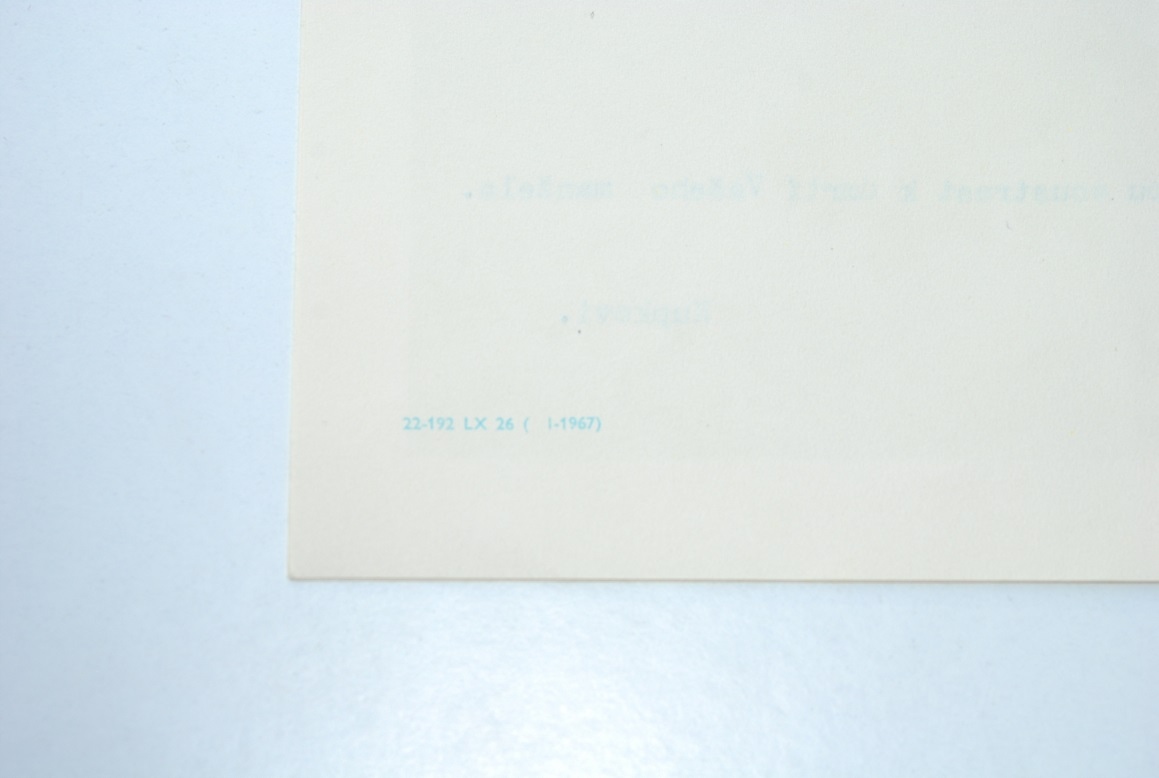 soustrast k úmrtí Vašeho manžela.
22-192 LX 26 ( I-1967)